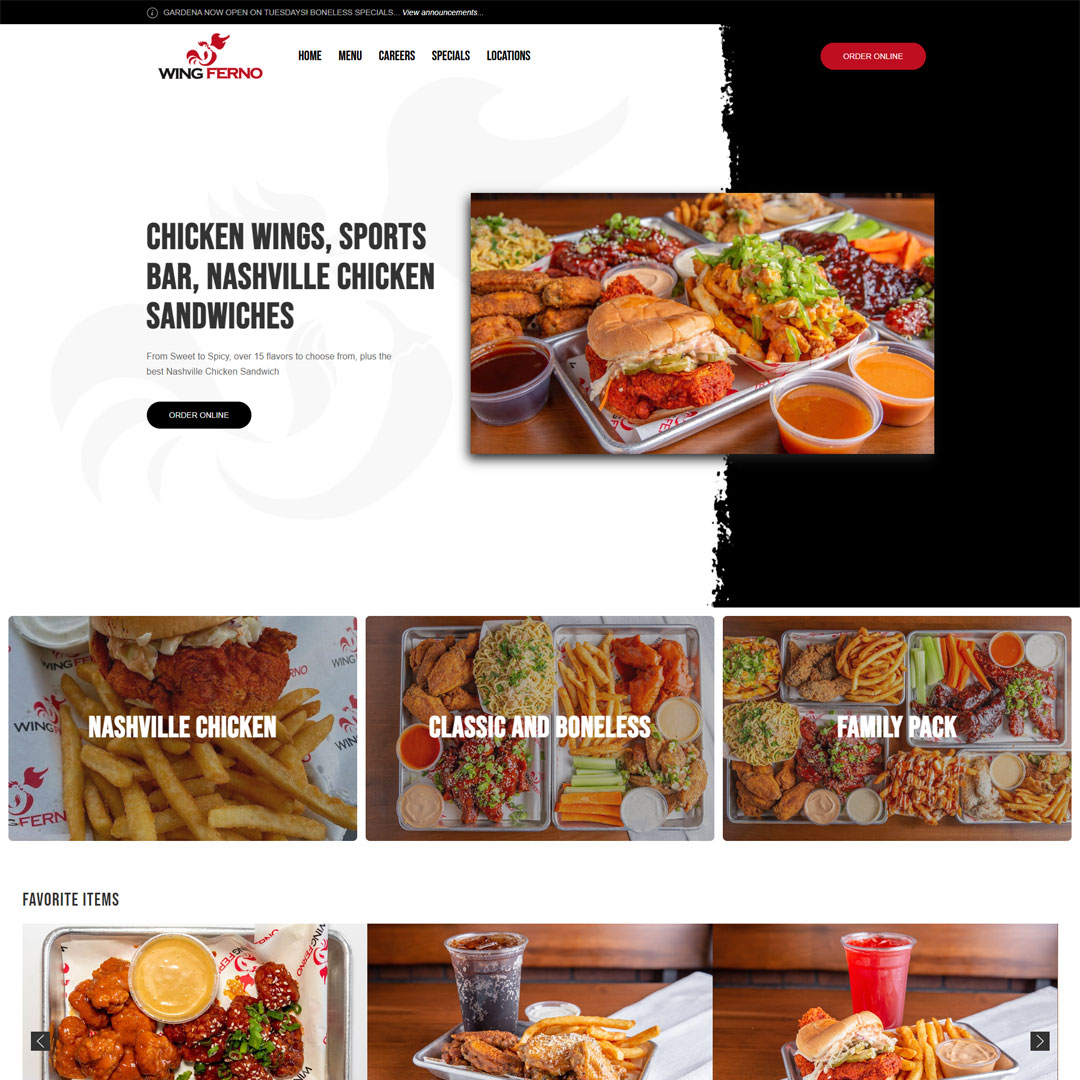 GARDENA NOW OPEN ON TUESDAYS! BONELESS SPECIALS... View announcements...
WING FERNO
HOME MENU CAREERS SPECIALS LOCATIONS
ORDER ONLINE
CHICKEN WINGS, SPORTS
BAR, NASHVILLE CHICKEN
SANDWICHES
From Sweet to Spicy, over 15 flavors to choose from, plus the
best Nashville Chicken Sandwich
ORDER ONLINE
NASHVILLE CHICKEN
CLASSIC AND BONELESS
FAMILY PACK
FAVORITE ITEMS